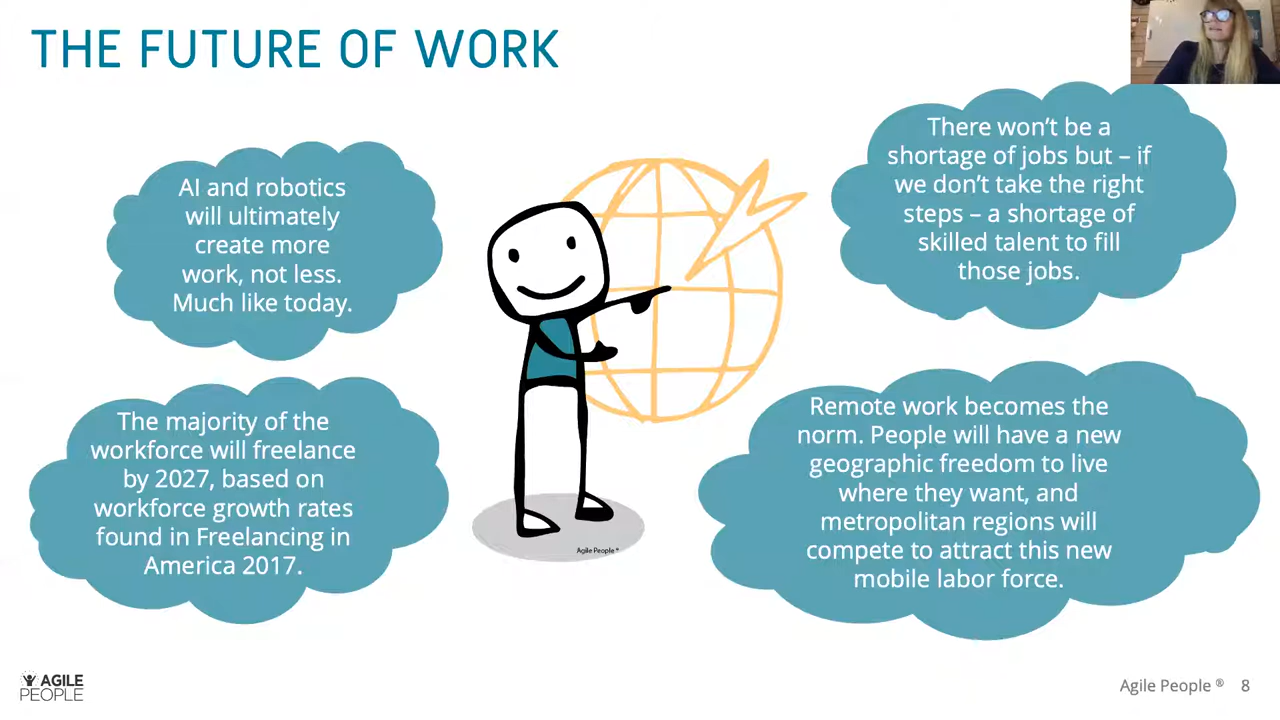 THE FUTURE OF WORK
AI and robotics
will ultimately
create more
work, not less.
Much like today.
There won’t be a
shortage of jobs but – if
we don’t take the right
steps – a shortage of
skilled talent to fill
those jobs.
The majority of the
workforce will freelance
by 2027, based on
workforce growth rates
found in Freelancing in
America 2017.
Remote work becomes the
norm. People will have a new
geographic freedom to live
where they want, and
metropolitan regions will
compete to attract this new
mobile labor force.
Agile People ®
AGILE
PEOPLE
Agile People ® 8